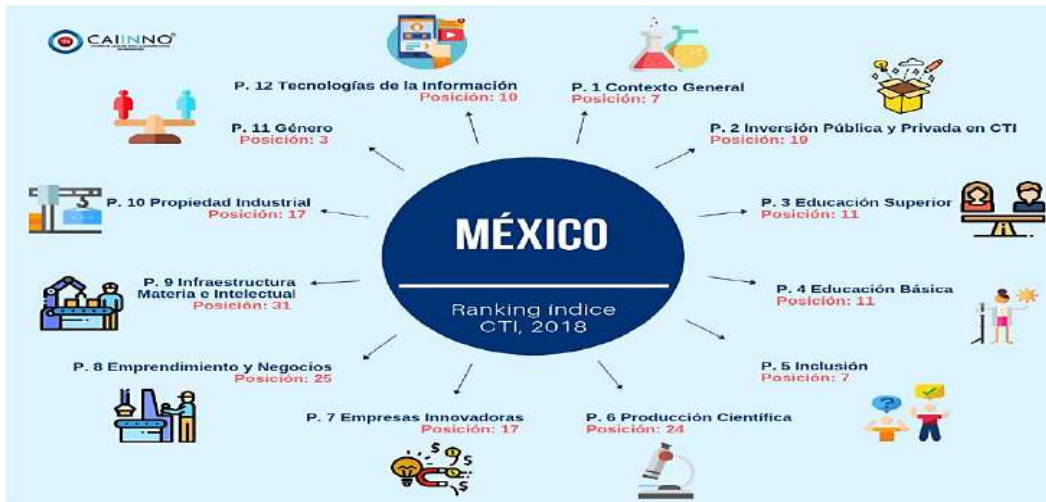 CAIINNO
P. 12 Tecnologías de la Información
Posición: 10
P. 1 Contexto General
Posición: 7
P. 2 Inversión Pública y Privada en CTI
Posición: 19
P. 11 Género
Posición: 3
P. 3 Educación Superior
Posición: 11
P. 10 Propiedad Industrial
Posición: 17
MÉXICO
Ranking índice
CTI, 2018
P. 4 Educación Básica
Posición: 11
P. 9 Infraestructura
Materia e Intelectual
Posición: 31
P. 5 Inclusión
Posición: 7
P. 8 Emprendimiento y Negocios
Posición: 25
P. 6 Producción Científica
Posición: 24
P. 7 Empresas Innovadoras
Posición: 17